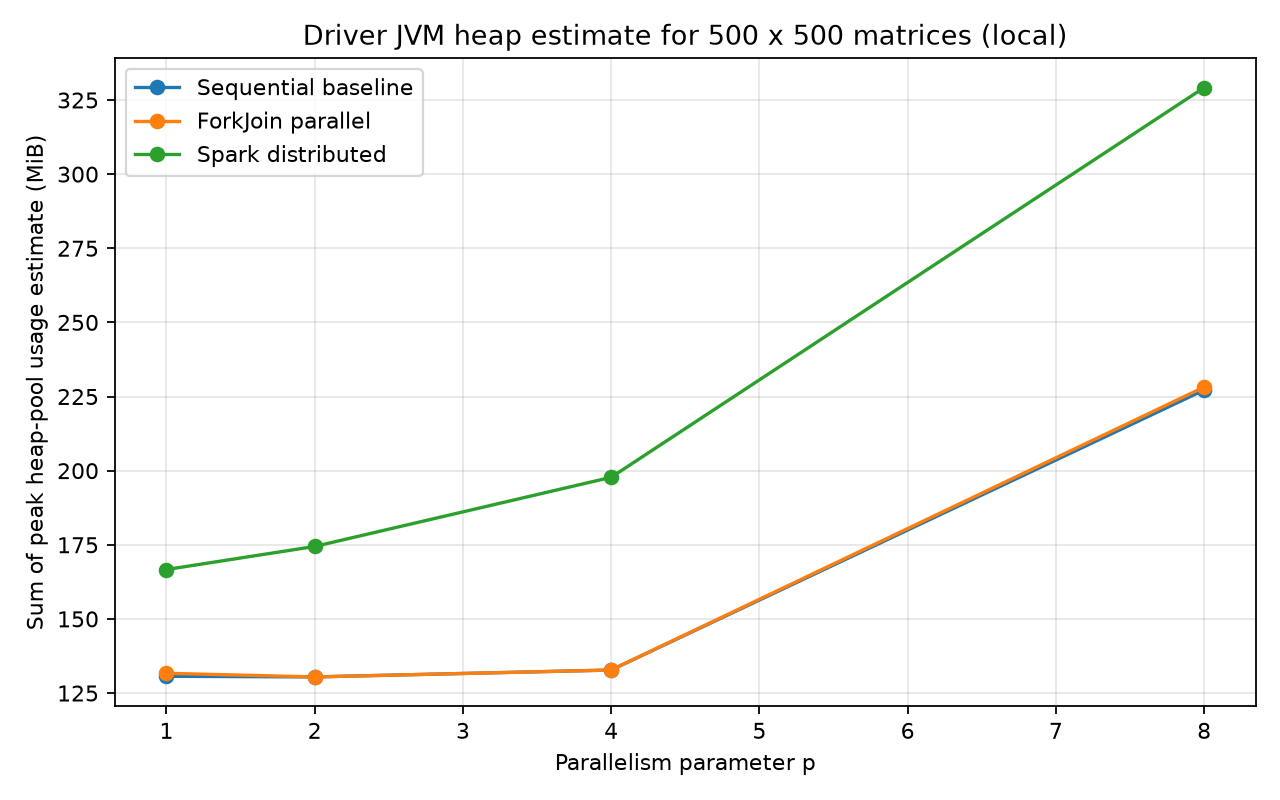 Driver JVM heap estimate for 500 x 500 matrices (local)
Sequential baseline
ForkJoin parallel
Spark distributed
Sum of peak heap-pool usage estimate (MiB)
325
300
275
250
225
200
175
150
125
1 2 3 4 5 6 7 8
Parallelism parameter p